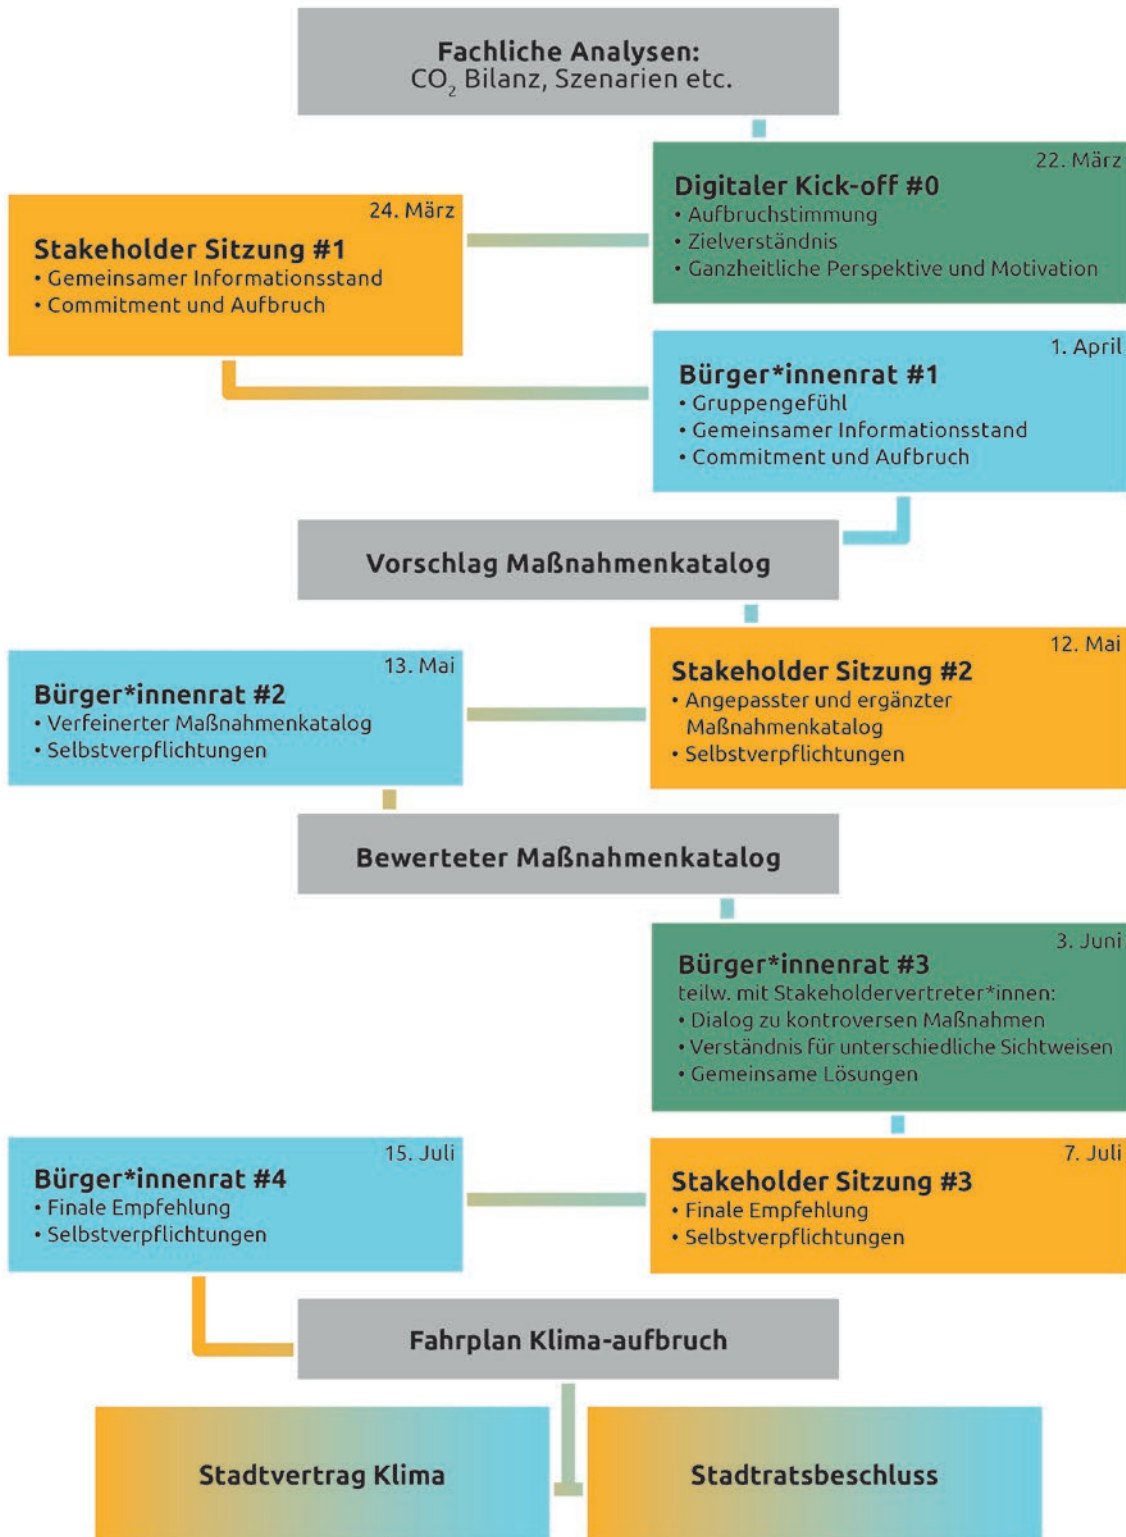 Fachliche Analysen:
CO₂ Bilanz, Szenarien etc.
22. März
Digitaler Kick-off #0
• Aufbruchstimmung
• Zielverständnis
• Ganzheitliche Perspektive und Motivation
24. März
Stakeholder Sitzung #1
• Gemeinsamer Informationsstand
• Commitment und Aufbruch
1. April
Bürger*innenrat #1
• Gruppengefühl
• Gemeinsamer Informationsstand
• Commitment und Aufbruch
Vorschlag Maßnahmenkatalog
12. Mai
Stakeholder Sitzung #2
• Angepasster und ergänzter
Maßnahmenkatalog
• Selbstverpflichtungen
13. Mai
Bürger*innenrat #2
• Verfeinerter Maßnahmenkatalog
• Selbstverpflichtungen
Bewerteter Maßnahmenkatalog
3. Juni
Bürger*innenrat #3
teilw. mit Stakeholdervertreter*innen:
• Dialog zu kontroversen Maßnahmen
• Verständnis für unterschiedliche Sichtweisen
• Gemeinsame Lösungen
7. Juli
Stakeholder Sitzung #3
• Finale Empfehlung
• Selbstverpflichtungen
15. Juli
Bürger*innenrat #4
• Finale Empfehlung
• Selbstverpflichtungen
Fahrplan Klima-aufbruch
Stadtvertrag Klima
Stadtratsbeschluss